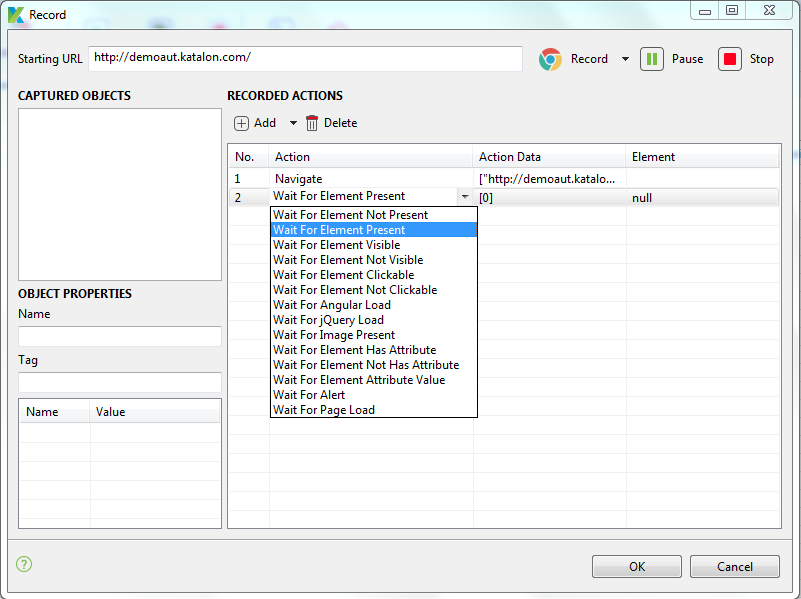 Record
Starting URL http://demoaut.katalon.com/ Record Pause Stop
CAPTURED OBJECTS
RECORDED ACTIONS
Add Delete
No. Action Action Data Element
1 Navigate ["http://demoaut.katalo...
2 Wait For Element Present [0] null
Wait For Element Not Present
Wait For Element Present
Wait For Element Visible
Wait For Element Not Visible
Wait For Element Clickable
Wait For Element Not Clickable
Wait For Angular Load
Wait For jQuery Load
Wait For Image Present
Wait For Element Has Attribute
Wait For Element Not Has Attribute
Wait For Element Attribute Value
Wait For Alert
Wait For Page Load
OBJECT PROPERTIES
Name
Tag
Name Value
?
OK Cancel